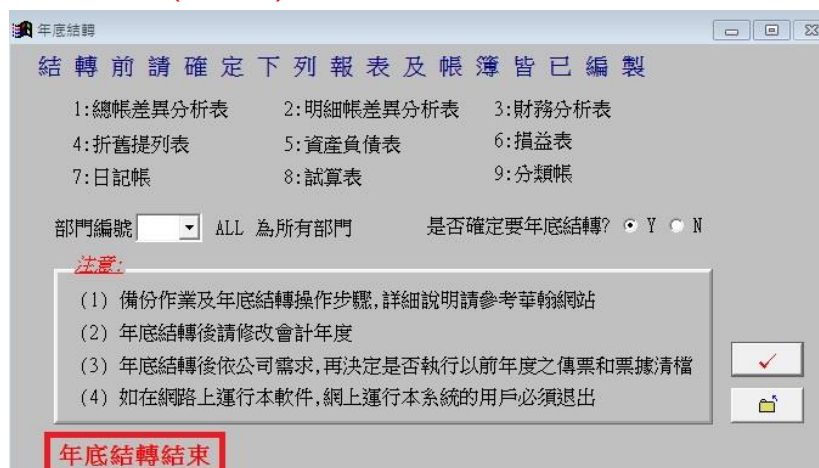 年底結轉
結轉前請確定下列報表及帳簿皆已編製
1:總帳差異分析表 2:明細帳差異分析表 3:財務分析表
4:折舊提列表 5:資產負債表 6:損益表
7:日記帳 8:試算表 9:分類帳
部門編號 ALL 為所有部門 是否確定要年底結轉? Y N
注意:
(1) 備份作業及年底結轉操作步驟,詳細說明請參考華翰網站
(2) 年底結轉後請修改會計年度
(3) 年底結轉後依公司需求,再決定是否執行以前年度之傳票和票據清檔
(4) 如在網路上運行本軟件,網上運行本系統的用戶必須退出
年底結轉結束